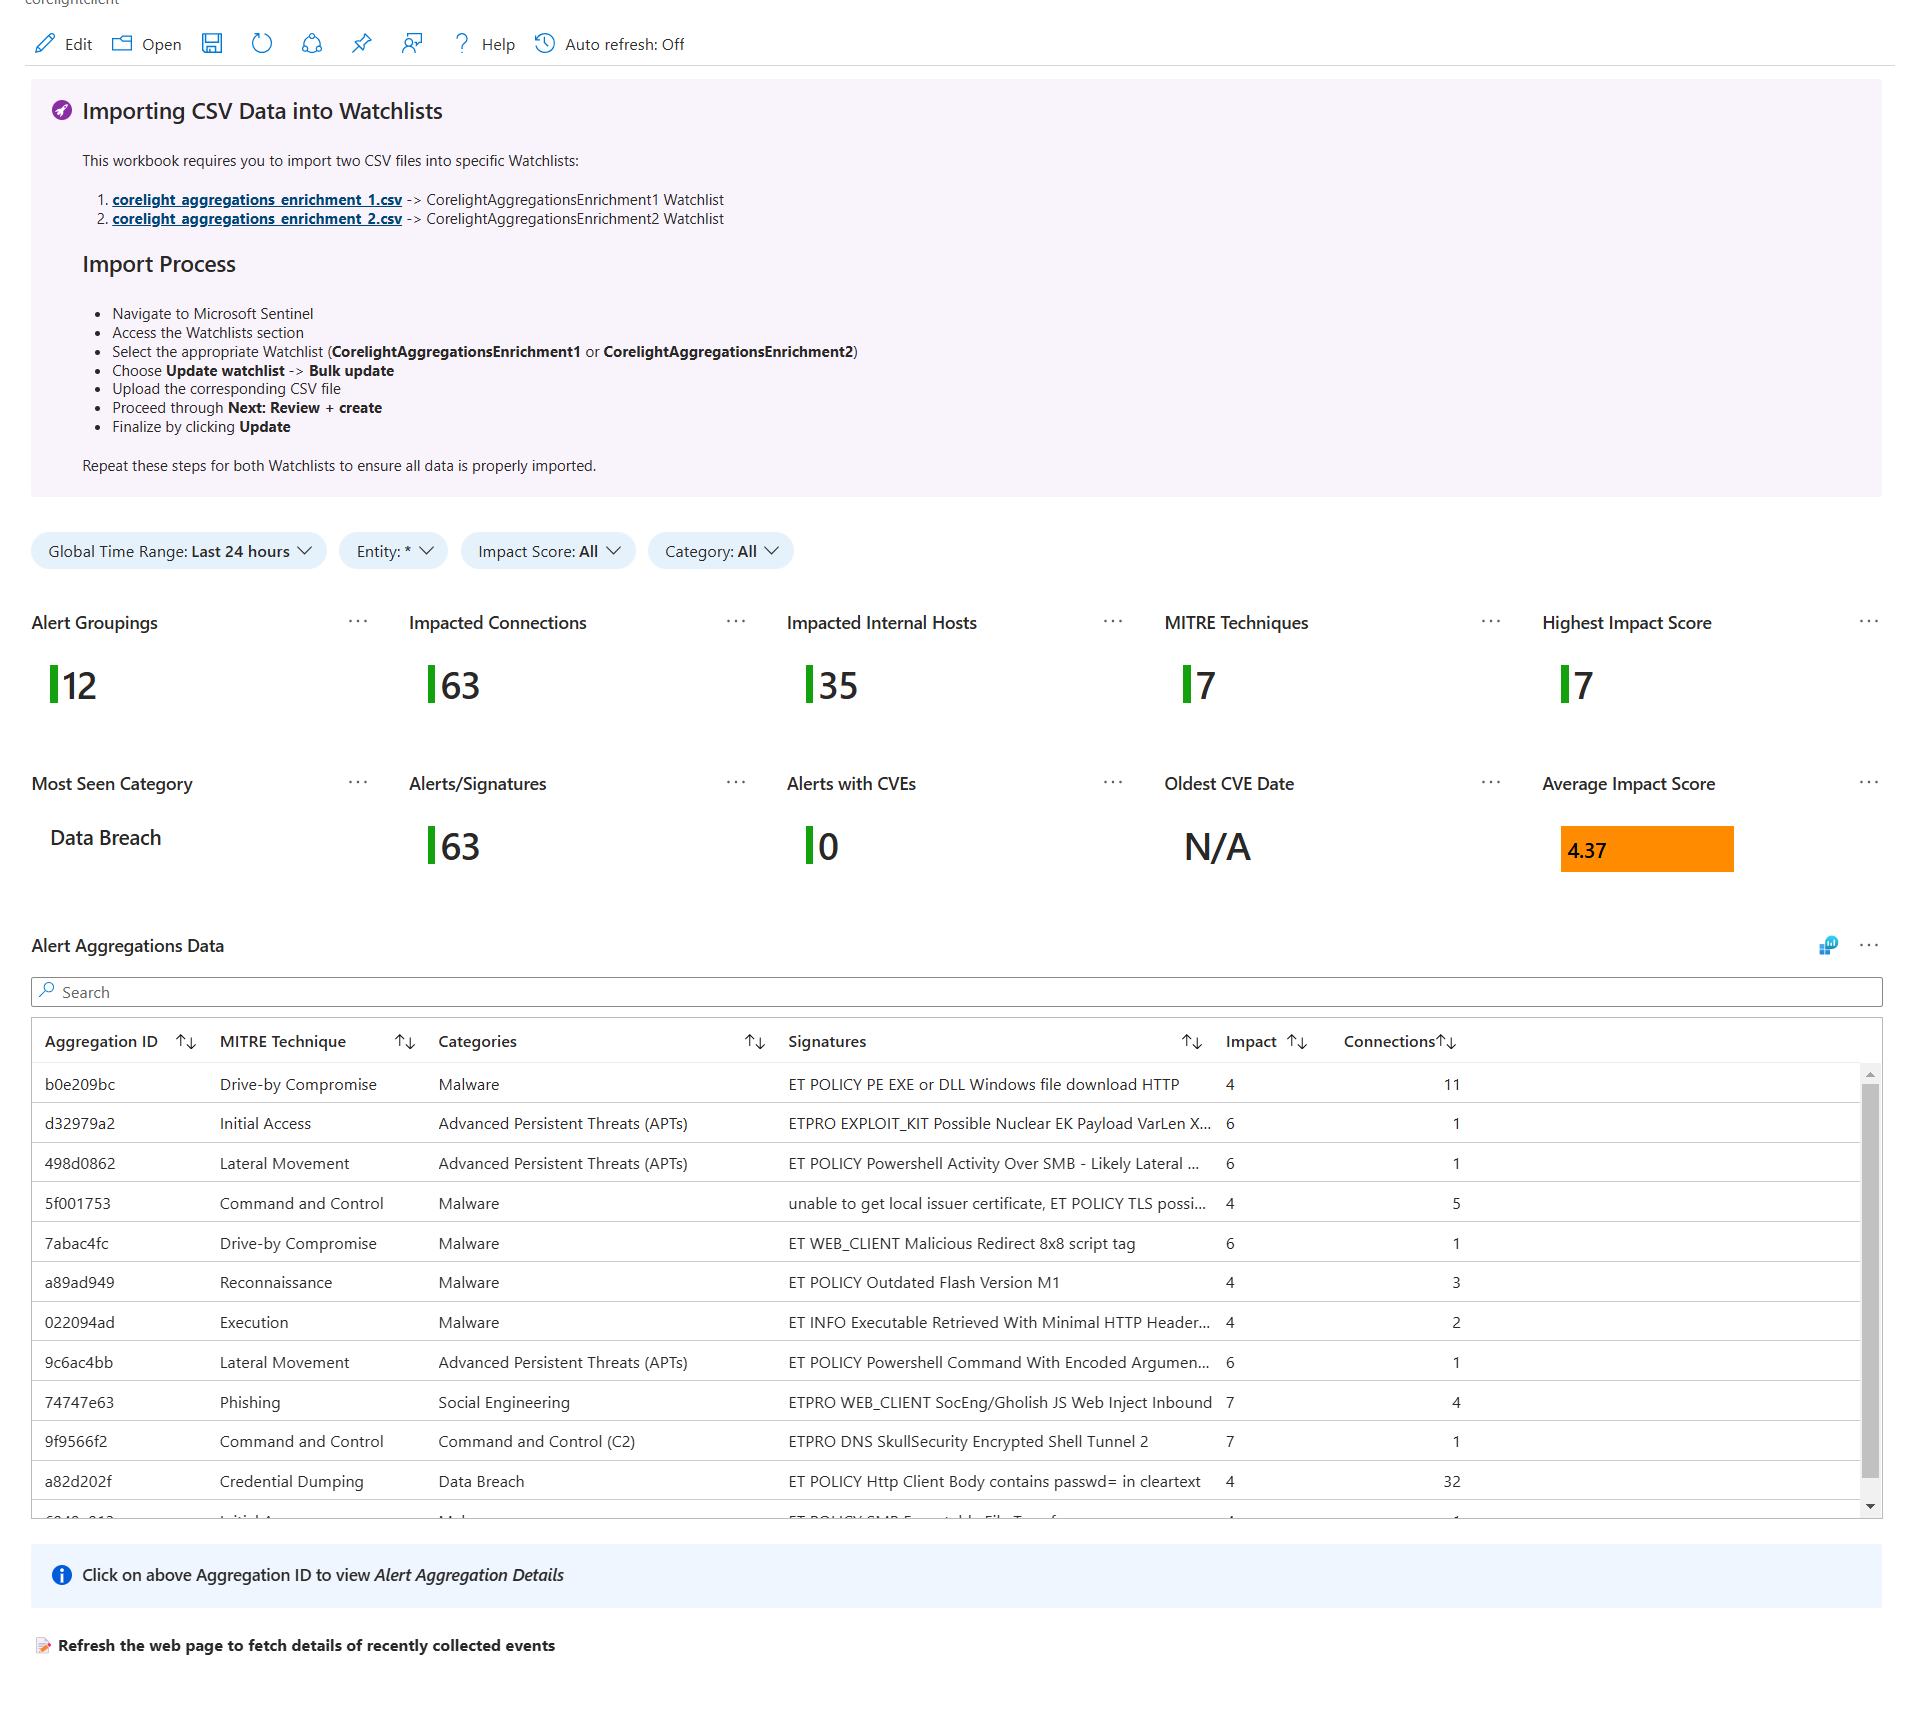 Edit Open Help Auto refresh: Off
Importing CSV Data into Watchlists
This workbook requires you to import two CSV files into specific Watchlists:
1. corelight_aggregations_enrichment_1.csv -> CorelightAggregationsEnrichment1 Watchlist
2. corelight_aggregations_enrichment_2.csv -> CorelightAggregationsEnrichment2 Watchlist
Import Process
• Navigate to Microsoft Sentinel
• Access the Watchlists section
• Select the appropriate Watchlist (CorelightAggregationsEnrichment1 or CorelightAggregationsEnrichment2)
• Choose Update watchlist -> Bulk update
• Upload the corresponding CSV file
• Proceed through Next: Review + create
• Finalize by clicking Update
Repeat these steps for both Watchlists to ensure all data is properly imported.
Global Time Range: Last 24 hours Entity: * Impact Score: All Category: All
Alert Groupings ... Impacted Connections ... Impacted Internal Hosts ... MITRE Techniques ... Highest Impact Score ...
12 63 35 7 7
Most Seen Category ... Alerts/Signatures ... Alerts with CVEs ... Oldest CVE Date ... Average Impact Score ...
Data Breach 63 0 N/A 4.37
Alert Aggregations Data ...
Search
Aggregation ID MITRE Technique Categories Signatures Impact Connections
b0e209bc Drive-by Compromise Malware ET POLICY PE EXE or DLL Windows file download HTTP 4 11
d32979a2 Initial Access Advanced Persistent Threats (APTs) ETPRO EXPLOIT_KIT Possible Nuclear EK Payload VarLen X... 6 1
498d0862 Lateral Movement Advanced Persistent Threats (APTs) ET POLICY Powershell Activity Over SMB - Likely Lateral ... 6 1
5f001753 Command and Control Malware unable to get local issuer certificate, ET POLICY TLS possi... 4 5
7abac4fc Drive-by Compromise Malware ET WEB_CLIENT Malicious Redirect 8x8 script tag 6 1
a89ad949 Reconnaissance Malware ET POLICY Outdated Flash Version M1 4 3
022094ad Execution Malware ET INFO Executable Retrieved With Minimal HTTP Header... 4 2
9c6ac4bb Lateral Movement Advanced Persistent Threats (APTs) ET POLICY Powershell Command With Encoded Argumen... 6 1
74747e63 Phishing Social Engineering ETPRO WEB_CLIENT SocEng/Gholish JS Web Inject Inbound 7 4
9f9566f2 Command and Control Command and Control (C2) ETPRO DNS SkullSecurity Encrypted Shell Tunnel 2 7 1
a82d202f Credential Dumping Data Breach ET POLICY Http Client Body contains passwd= in cleartext 4 32
Click on above Aggregation ID to view Alert Aggregation Details
Refresh the web page to fetch details of recently collected events